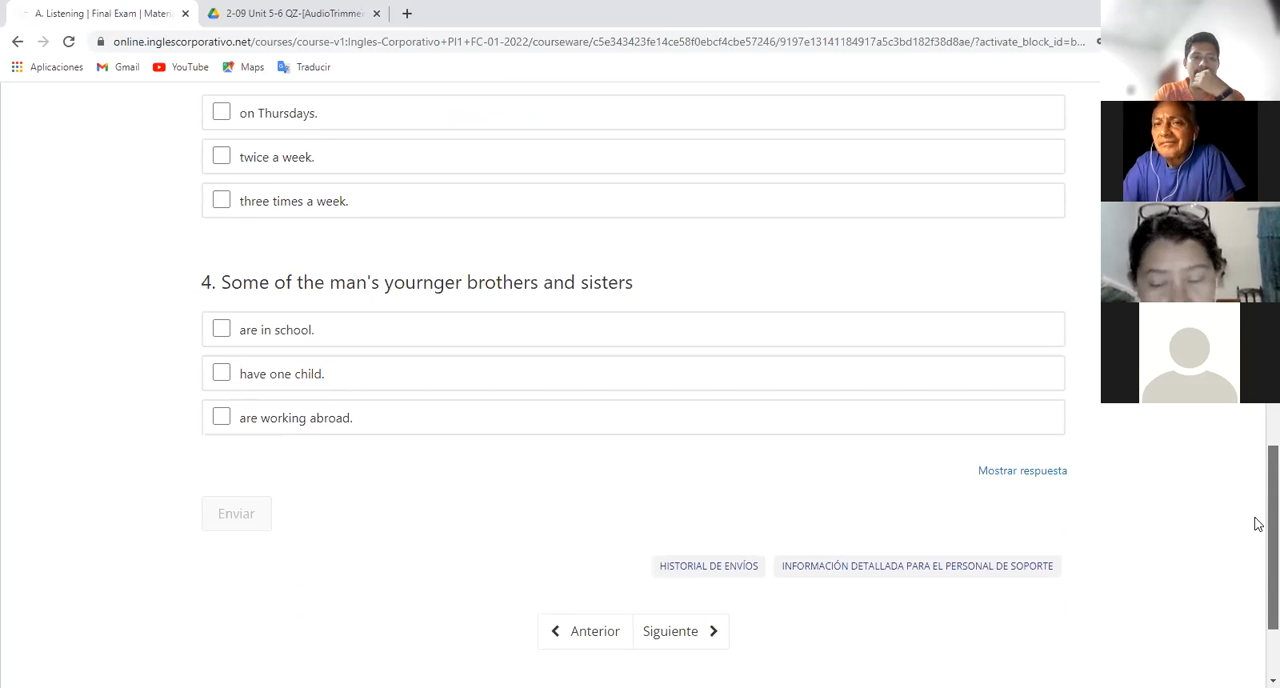 A. Listening | Final Exam | Materi
2-09 Unit 5-6 QZ-[AudioTrimmer
online.inglescorporativo.net/courses/course-v1:Ingles-Corporativo+PI1+FC-01-2022/courseware/c5e343423fe14ce58f0ebcf4cbe57246/9197e13141184917a5c3bd182f38d8ae/?activate_block_id=b...
Aplicaciones Gmail YouTube Maps Traducir
on Thursdays.
twice a week.
three times a week.
4. Some of the man's yournger brothers and sisters
are in school.
have one child.
are working abroad.
Mostrar respuesta
Enviar
HISTORIAL DE ENVÍOS INFORMACIÓN DETALLADA PARA EL PERSONAL DE SOPORTE
Anterior Siguiente